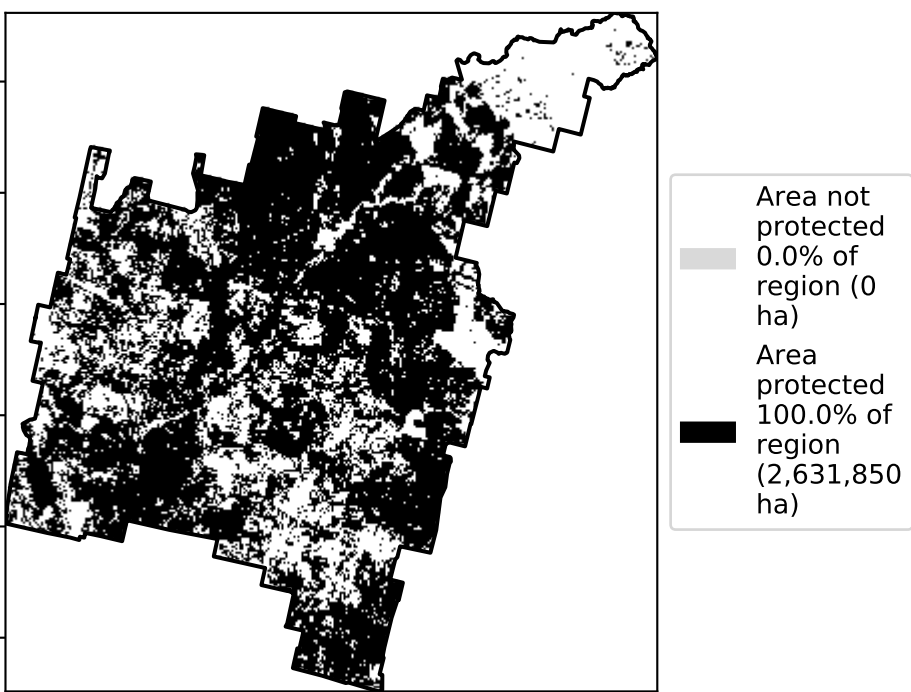 Area not
protected
0.0% of
region (0
ha)
Area
protected
100.0% of
region
(2,631,850
ha)